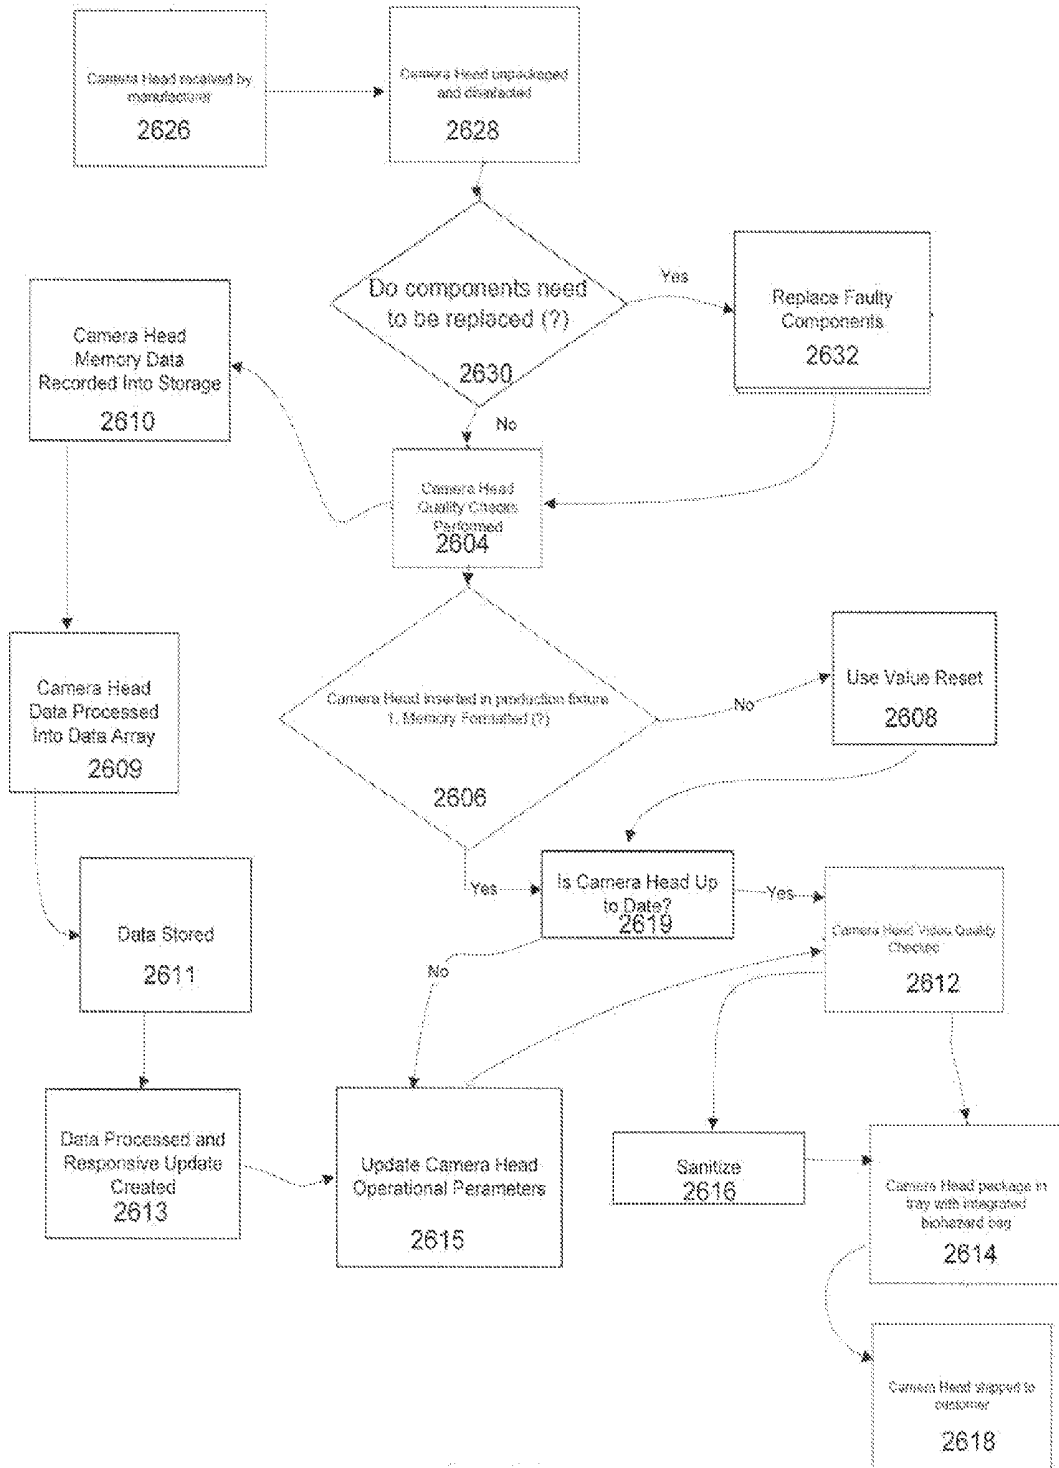 Camera Head received by
manufacturer
2626
Camera Head unpackaged
and disinfected
2628
Do components need
to be replaced (?)
2630
Yes
Replace Faulty
Components
2632
No
Camera Head
Memory Data
Recorded Into Storage
2610
Camera Head
Quality Checks
Performed
2604
Camera Head inserted in production fixture
1. Memory Formatted (?)
2606
No
Use Value Reset
2608
Camera Head
Data Processed
Into Data Array
2609
Yes
Is Camera Head Up
to Date?
2619
Yes
Camera Head Video Quality
Checked
2612
No
Data Stored
2611
Data Processed and
Responsive Update
Created
2613
Update Camera Head
Operational Perameters
2615
Sanitize
2616
Camera Head package in
tray with integrated
biohazard bag
2614
Camera Head shipped to
customer
2618